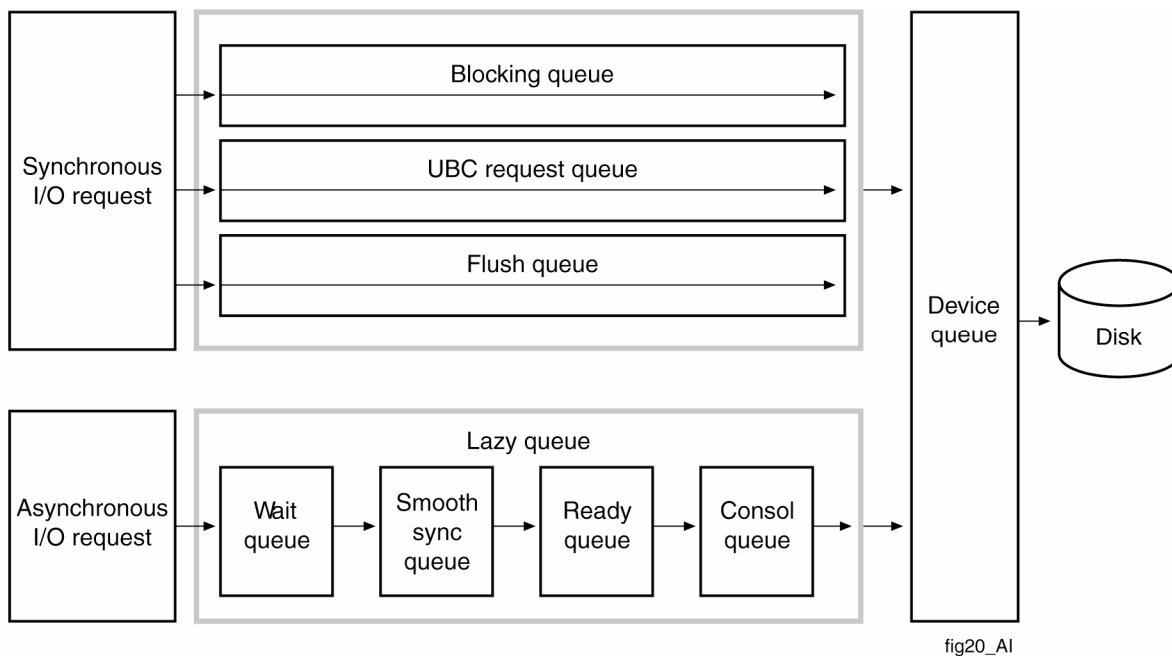 Blocking queue
Synchronous
I/O request
UBC request queue
Flush queue
Device
queue
Disk
Asynchronous
I/O request
Lazy queue
Wait
queue
Smooth
sync
queue
Ready
queue
Consol
queue
fig20_AI